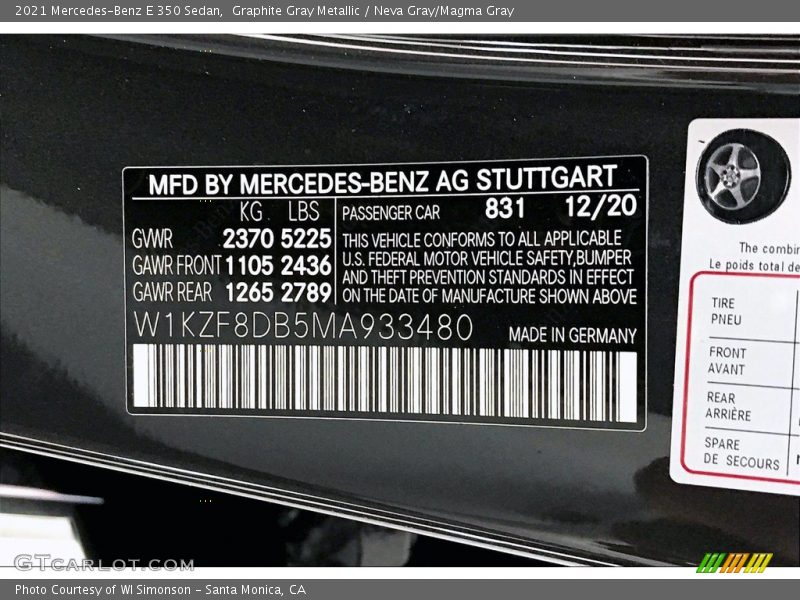 2021 Mercedes-Benz E 350 Sedan,  Graphite Gray Metallic / Neva Gray/Magma Gray
MFD BY MERCEDES-BENZ AG STUTTGART
KG LBS
GVWR 2370 5225
GAWR FRONT 1105 2436
GAWR REAR 1265 2789
PASSENGER CAR 831 12/20
THIS VEHICLE CONFORMS TO ALL APPLICABLE
U.S. FEDERAL MOTOR VEHICLE SAFETY, BUMPER
AND THEFT PREVENTION STANDARDS IN EFFECT
ON THE DATE OF MANUFACTURE SHOWN ABOVE
W1KZF8DB5MA933480 MADE IN GERMANY
The combin
Le poids total de
TIRE
PNEU
FRONT
AVANT
REAR
ARRIÈRE
SPARE
DE SECOURS
GTCARLOT.COM
Photo Courtesy of WI Simonson - Santa Monica, CA